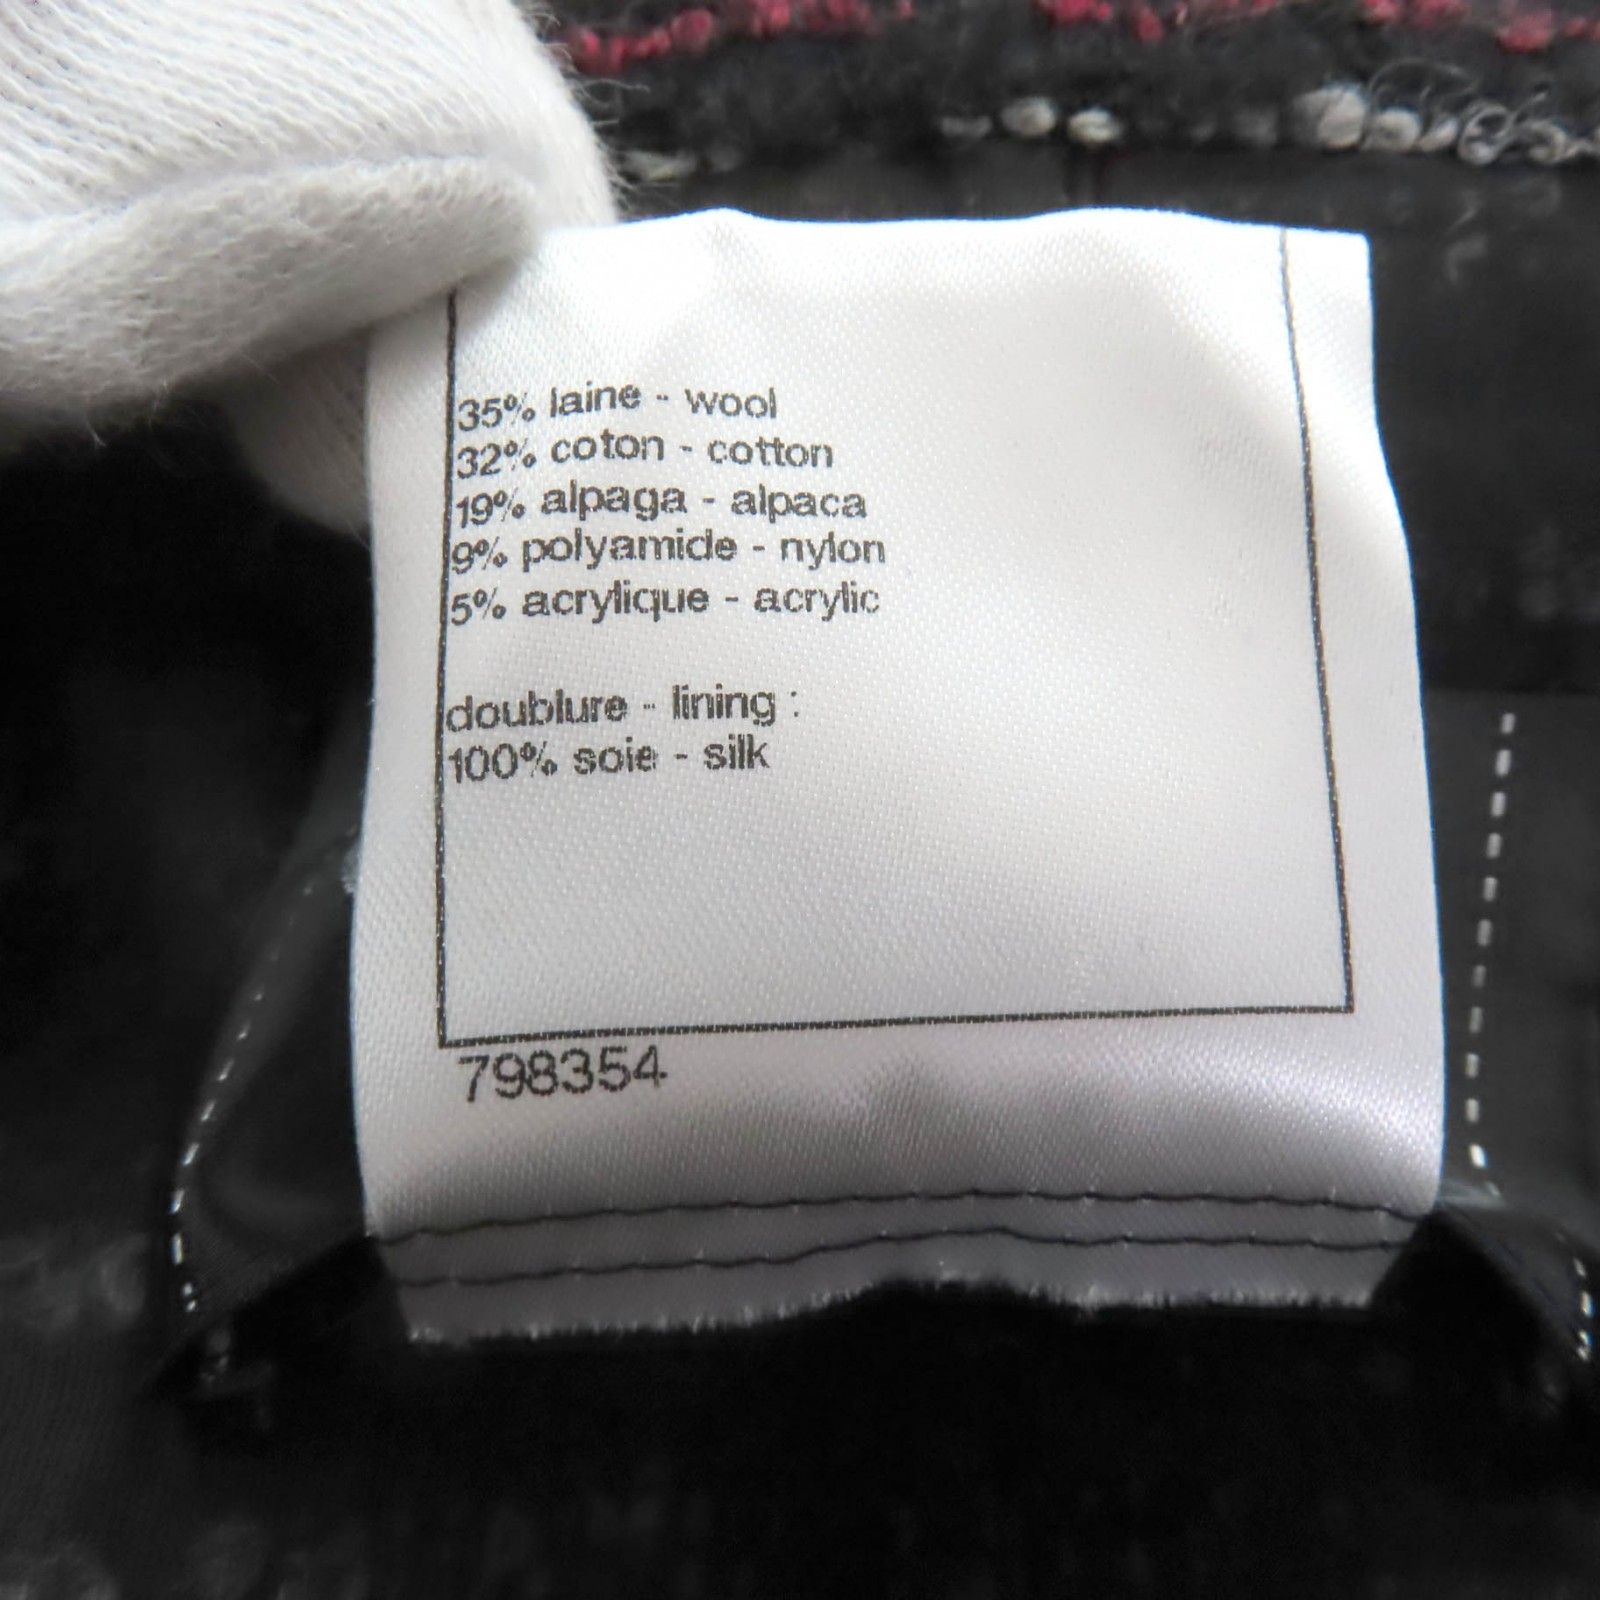 35% laine - wool
32% coton - cotton
19% alpaga - alpaca
9% polyamide - nylon
5% acrylique - acrylic
doublure - lining :
100% soie - silk
798354